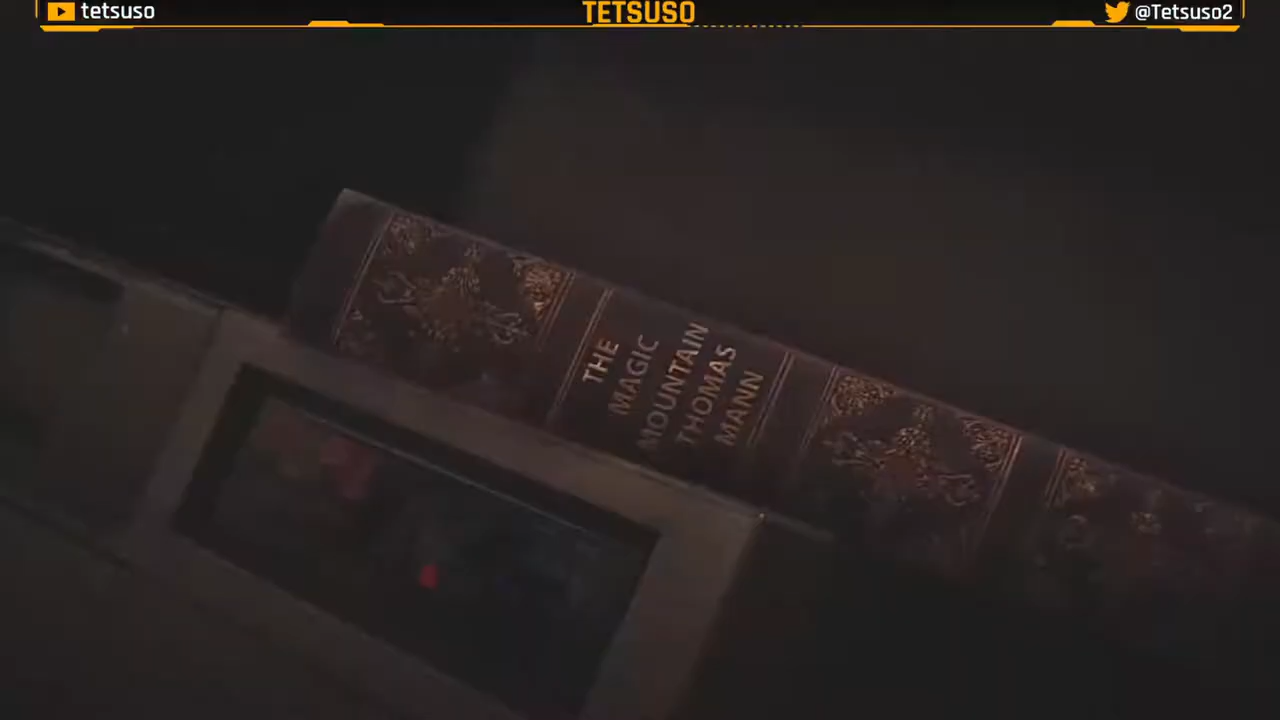 tetsuso
TETSUSO
@Tetsuso2
THE
MAGIC
MOUNTAIN
THOMAS
MANN